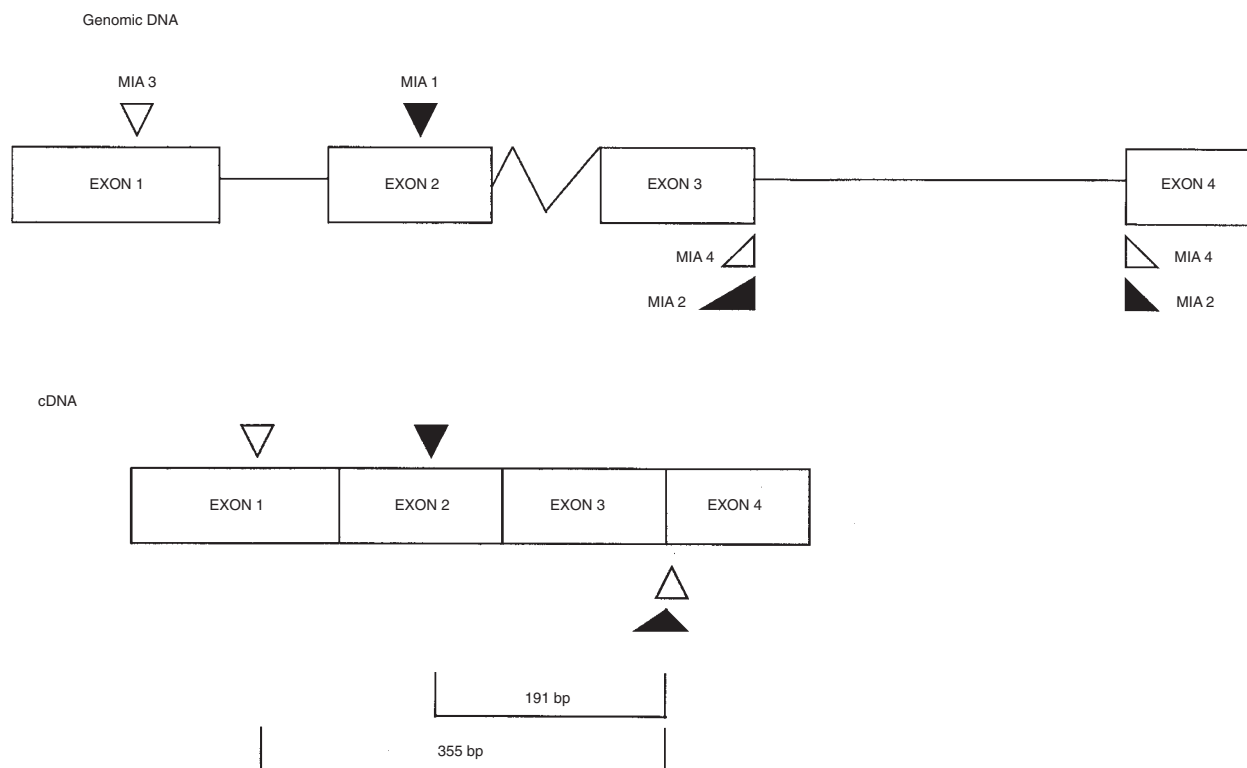 Genomic DNA
MIA 3
MIA 1
EXON 1
EXON 2
EXON 3
EXON 4
MIA 4
MIA 4
MIA 2
MIA 2
cDNA
EXON 1
EXON 2
EXON 3
EXON 4
191 bp
355 bp